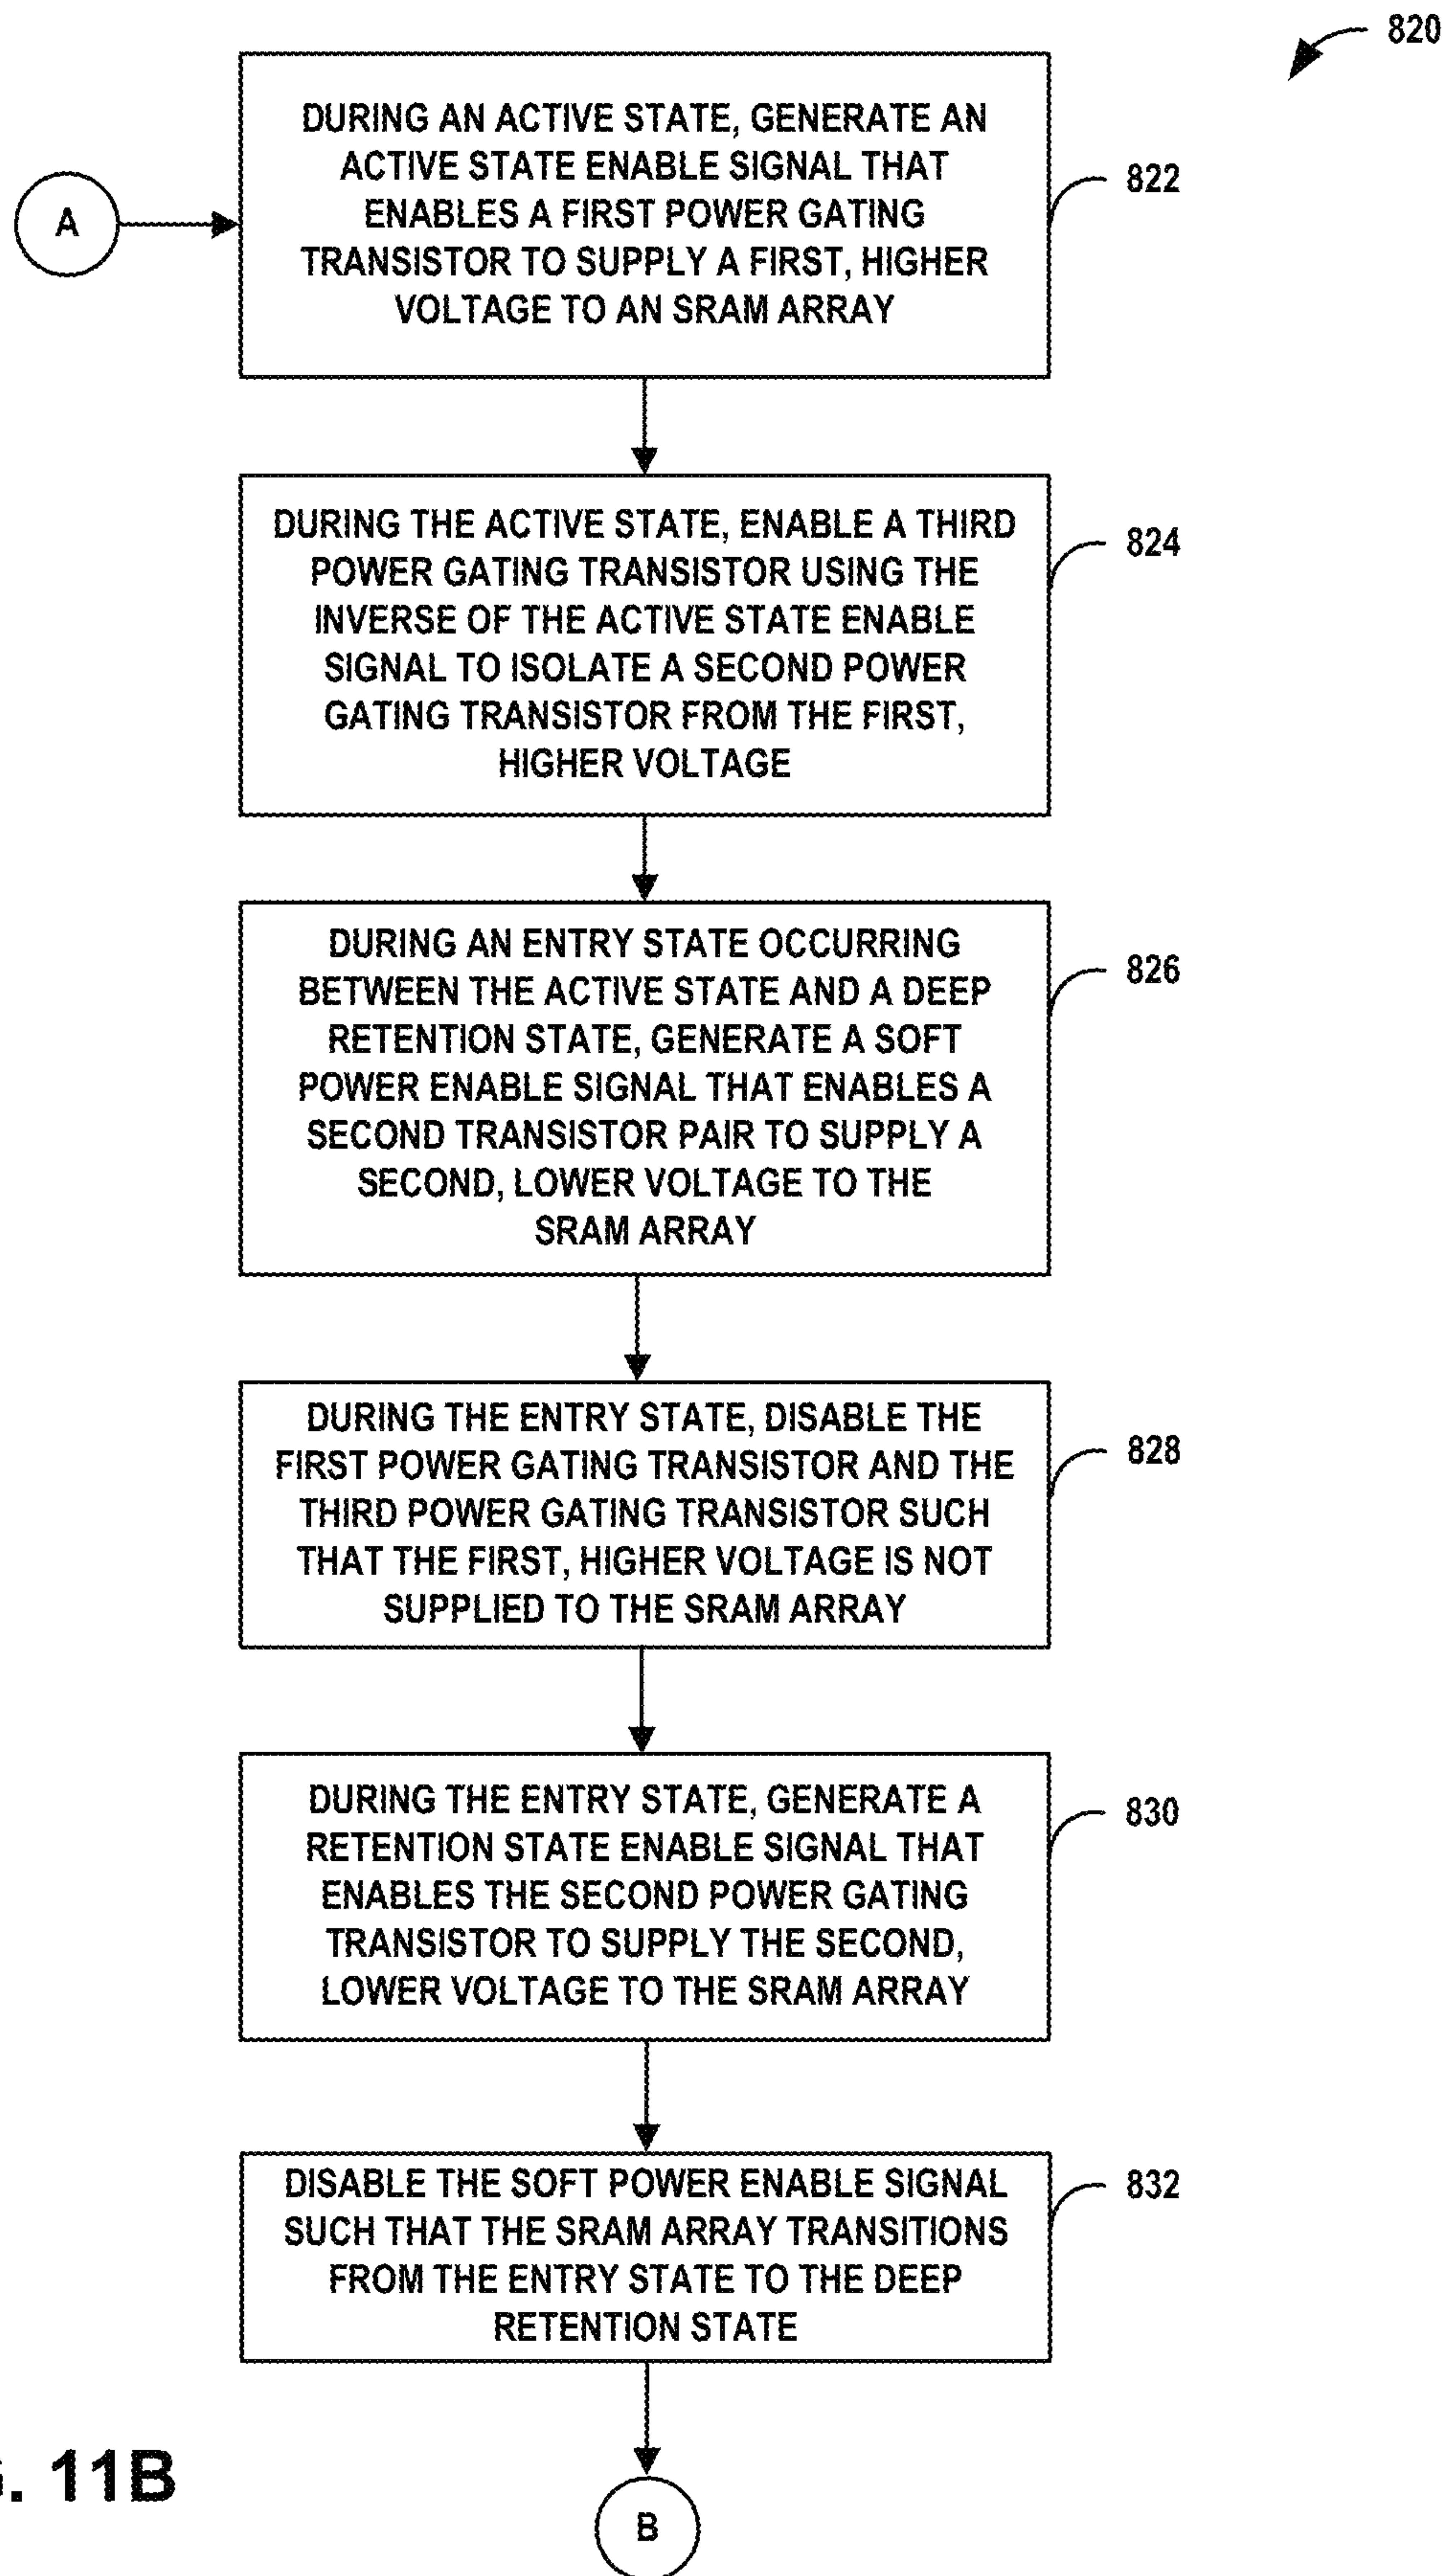 820
DURING AN ACTIVE STATE, GENERATE AN
ACTIVE STATE ENABLE SIGNAL THAT
ENABLES A FIRST POWER GATING
TRANSISTOR TO SUPPLY A FIRST, HIGHER
VOLTAGE TO AN SRAM ARRAY
822
A
DURING THE ACTIVE STATE, ENABLE A THIRD
POWER GATING TRANSISTOR USING THE
INVERSE OF THE ACTIVE STATE ENABLE
SIGNAL TO ISOLATE A SECOND POWER
GATING TRANSISTOR FROM THE FIRST,
HIGHER VOLTAGE
824
DURING AN ENTRY STATE OCCURRING
BETWEEN THE ACTIVE STATE AND A DEEP
RETENTION STATE, GENERATE A SOFT
POWER ENABLE SIGNAL THAT ENABLES A
SECOND TRANSISTOR PAIR TO SUPPLY A
SECOND, LOWER VOLTAGE TO THE
SRAM ARRAY
826
DURING THE ENTRY STATE, DISABLE THE
FIRST POWER GATING TRANSISTOR AND THE
THIRD POWER GATING TRANSISTOR SUCH
THAT THE FIRST, HIGHER VOLTAGE IS NOT
SUPPLIED TO THE SRAM ARRAY
828
DURING THE ENTRY STATE, GENERATE A
RETENTION STATE ENABLE SIGNAL THAT
ENABLES THE SECOND POWER GATING
TRANSISTOR TO SUPPLY THE SECOND,
LOWER VOLTAGE TO THE SRAM ARRAY
830
DISABLE THE SOFT POWER ENABLE SIGNAL
SUCH THAT THE SRAM ARRAY TRANSITIONS
FROM THE ENTRY STATE TO THE DEEP
RETENTION STATE
832
11B
B